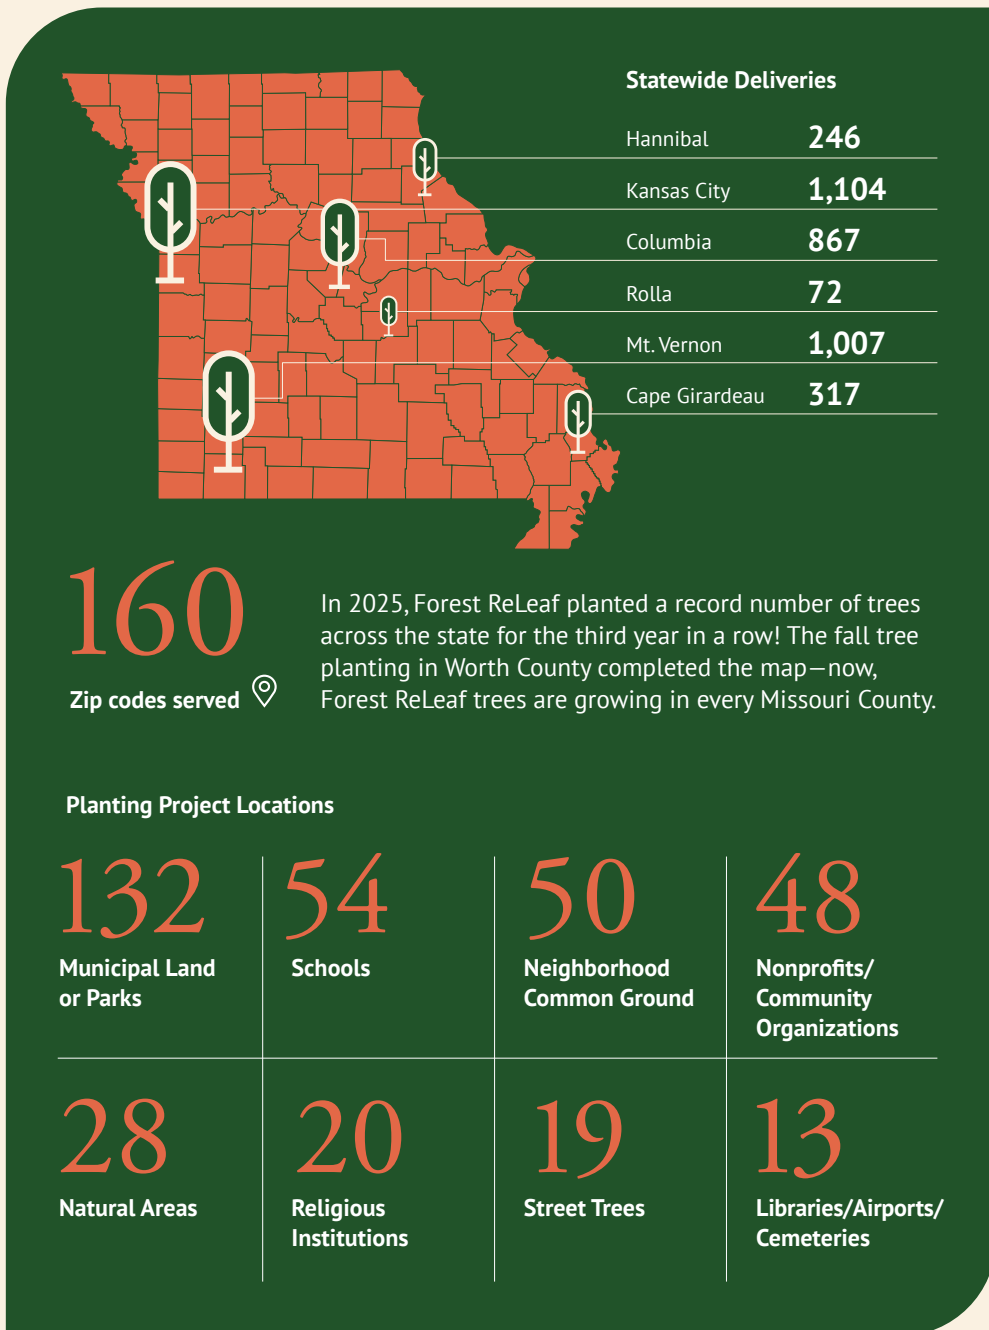 Statewide Deliveries
Hannibal 246
Kansas City 1,104
Columbia 867
Rolla 72
Mt. Vernon 1,007
Cape Girardeau 317
160
Zip codes served
In 2025, Forest ReLeaf planted a record number of trees
across the state for the third year in a row! The fall tree
planting in Worth County completed the map—now,
Forest ReLeaf trees are growing in every Missouri County.
Planting Project Locations
132
Municipal Land
or Parks
54
Schools
50
Neighborhood
Common Ground
48
Nonprofits/
Community
Organizations
28
Natural Areas
20
Religious
Institutions
19
Street Trees
13
Libraries/Airports/
Cemeteries